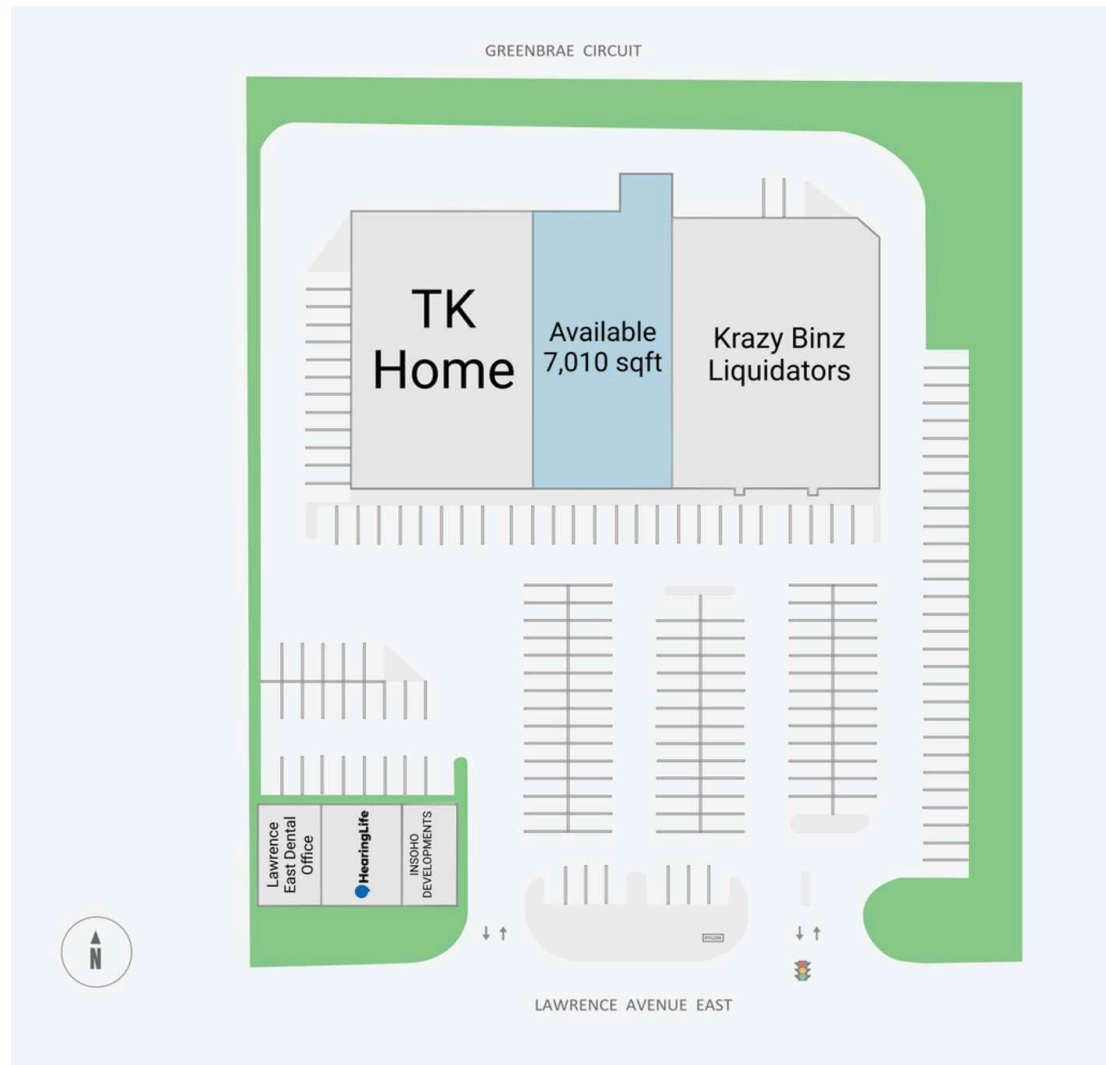 GREENBRAE CIRCUIT
TK
Home
Available
7,010 sqft
Krazy Binz
Liquidators
Lawrence
East Dental
Office
HearingLife
INSOHO
DEVELOPMENTS
PYLON
N
LAWRENCE AVENUE EAST